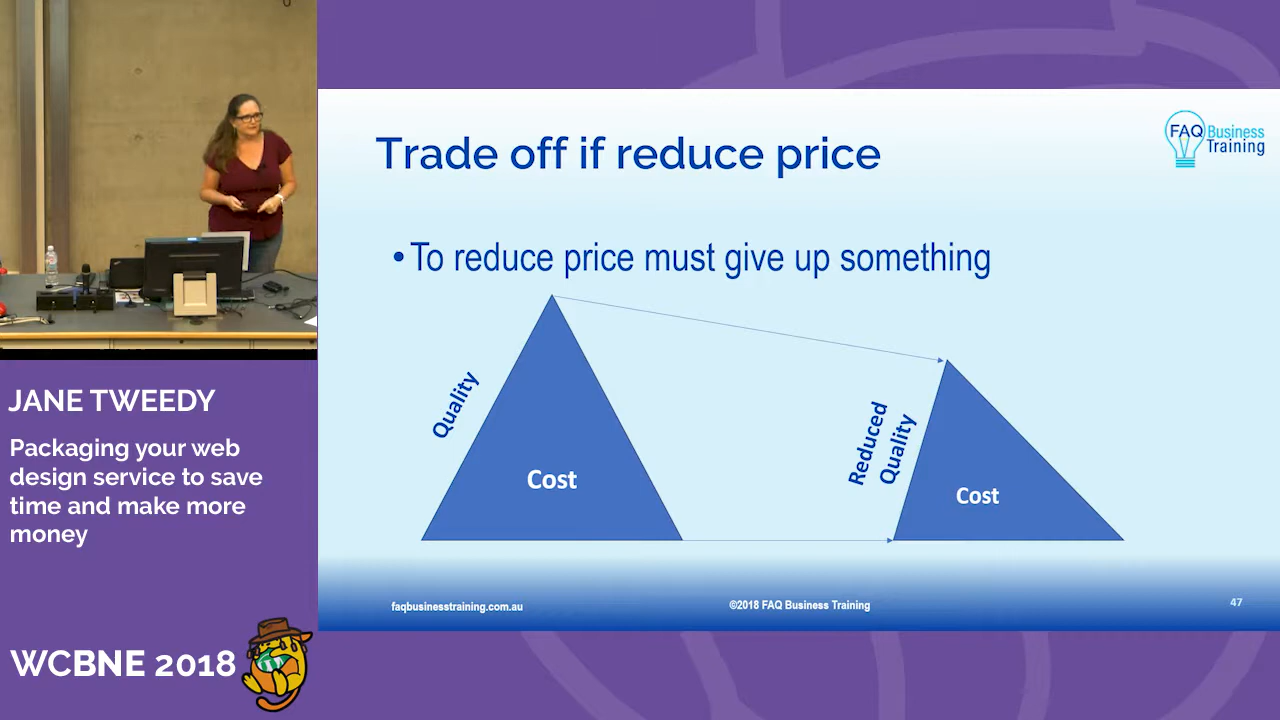 Trade off if reduce price
FAQ Business
Training
•To reduce price must give up something
Quality
Cost
Reduced
Quality
Cost
faqbusinesstraining.com.au
©2018 FAQ Business Training
47
JANE TWEEDY
Packaging your web
design service to save
time and make more
money
WCBNE 2018